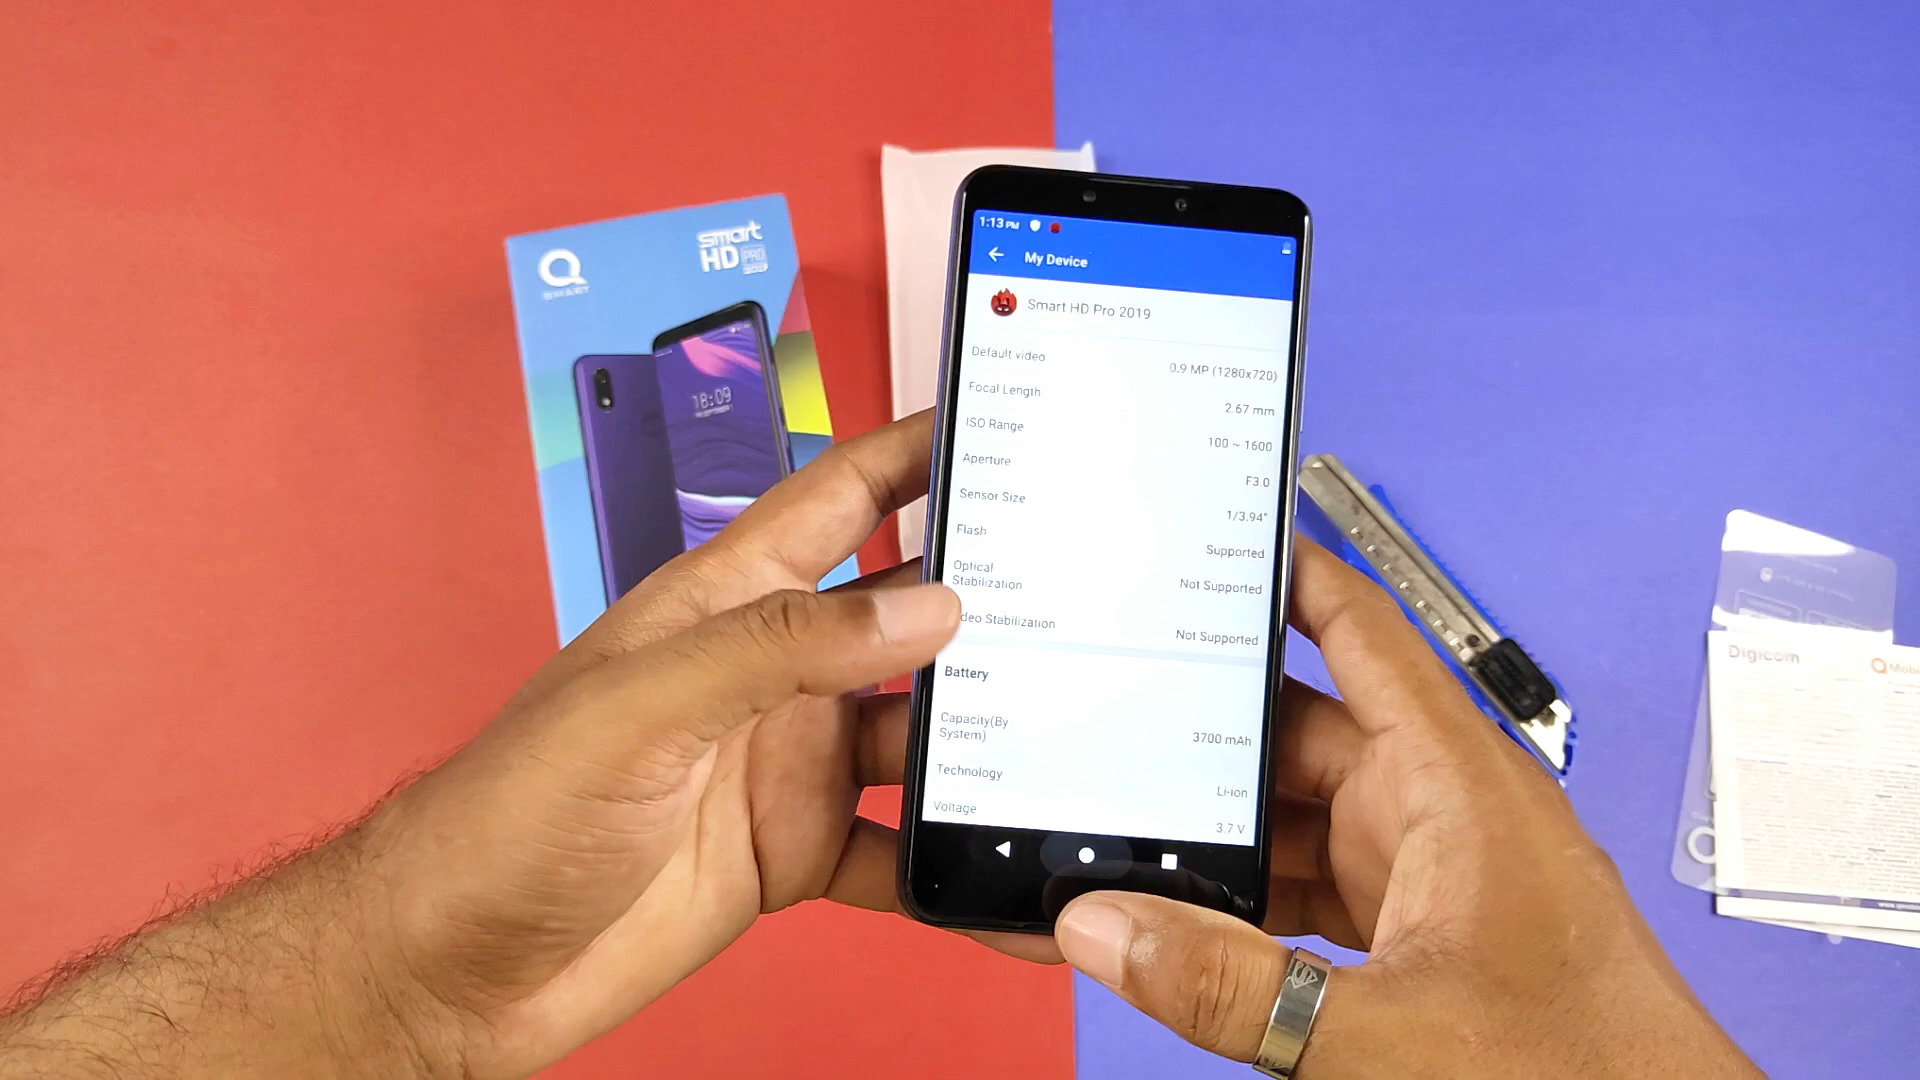 smart
HD PRO
2019
SMART
18:09
1:13 PM
My Device
Smart HD Pro 2019
Default video 0.9 MP (1280x720)
Focal Length 2.67 mm
ISO Range 100 ~ 1600
Aperture F3.0
Sensor Size 1/3.94"
Flash Supported
Optical
Stabilization Not Supported
deo Stabilization Not Supported
Battery
Capacity(By
System) 3700 mAh
Technology Li-ion
Voltage 3.7 V
Digicom
QMobi